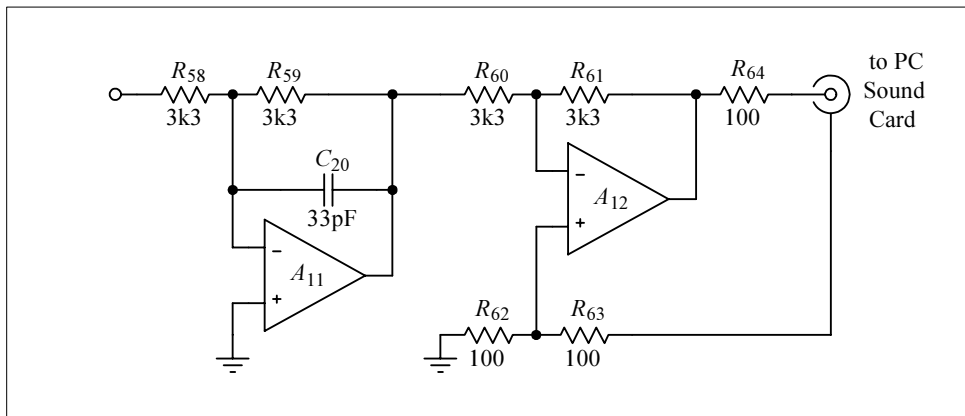 R58
3k3
R59
3k3
C20
33pF
−
+
A11
R60
3k3
R61
3k3
−
+
A12
R62
100
R63
100
R64
100
to PC
Sound
Card